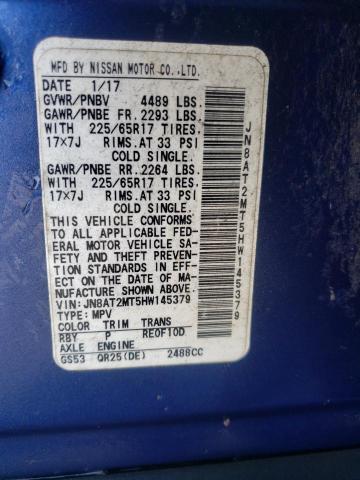 MFD BY NISSAN MOTOR CO.,LTD.
DATE 1/17
GVWR/PNBV 4489 LBS.
GAWR/PNBE FR. 2293 LBS.
WITH 225/65R17 TIRES.
17×7J RIMS. AT 33 PSI
COLD SINGLE.
GAWR/PNBE RR. 2264 LBS.
WITH 225/65R17 TIRES.
17×7J RIMS. AT 33 PSI
COLD SINGLE.
THIS VEHICLE CONFORMS
TO ALL APPLICABLE FED-
ERAL MOTOR VEHICLE SA-
FETY AND THEFT PREVENT-
ION STANDARDS IN EFF-
ECT ON THE DATE OF MA-
NUFACTURE SHOWN ABOVE.
VIN:JN8AT2MT5HW145379
TYPE: MPV
COLOR TRIM TRANS
RBY P RE0F10D
AXLE ENGINE
GS53 QR25(DE) 2488CC
JN8AT2MT5HW145379